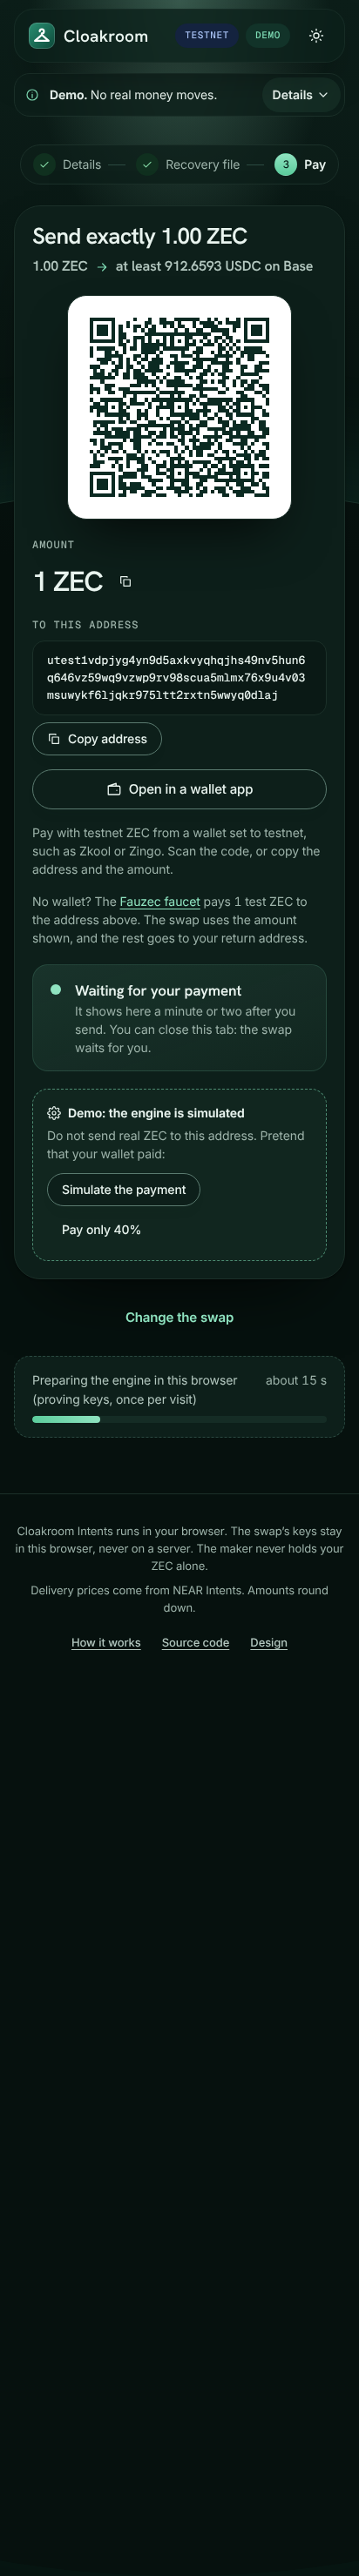 Cloakroom TESTNET DEMO
Demo. No real money moves. Details
Details Recovery file 3 Pay
Send exactly 1.00 ZEC
1.00 ZEC → at least 912.6593 USDC on Base
AMOUNT
1 ZEC
TO THIS ADDRESS
utest1vdpjyg4yn9d5axkvyqhqjhs49nv5hun6
q646vz59wq9vzwp9rv98scua5mlmx76x9u4v03
msuwykf6ljqkr975ltt2rxtn5wwyq0dlaj
Copy address
Open in a wallet app
Pay with testnet ZEC from a wallet set to testnet,
such as Zkool or Zingo. Scan the code, or copy the
address and the amount.
No wallet? The Fauzec faucet pays 1 test ZEC to
the address above. The swap uses the amount
shown, and the rest goes to your return address.
Waiting for your payment
It shows here a minute or two after you
send. You can close this tab: the swap
waits for you.
Demo: the engine is simulated
Do not send real ZEC to this address. Pretend
that your wallet paid:
Simulate the payment
Pay only 40%
Change the swap
Preparing the engine in this browser about 15 s
(proving keys, once per visit)
Cloakroom Intents runs in your browser. The swap's keys stay
in this browser, never on a server. The maker never holds your
ZEC alone.
Delivery prices come from NEAR Intents. Amounts round
down.
How it works Source code Design